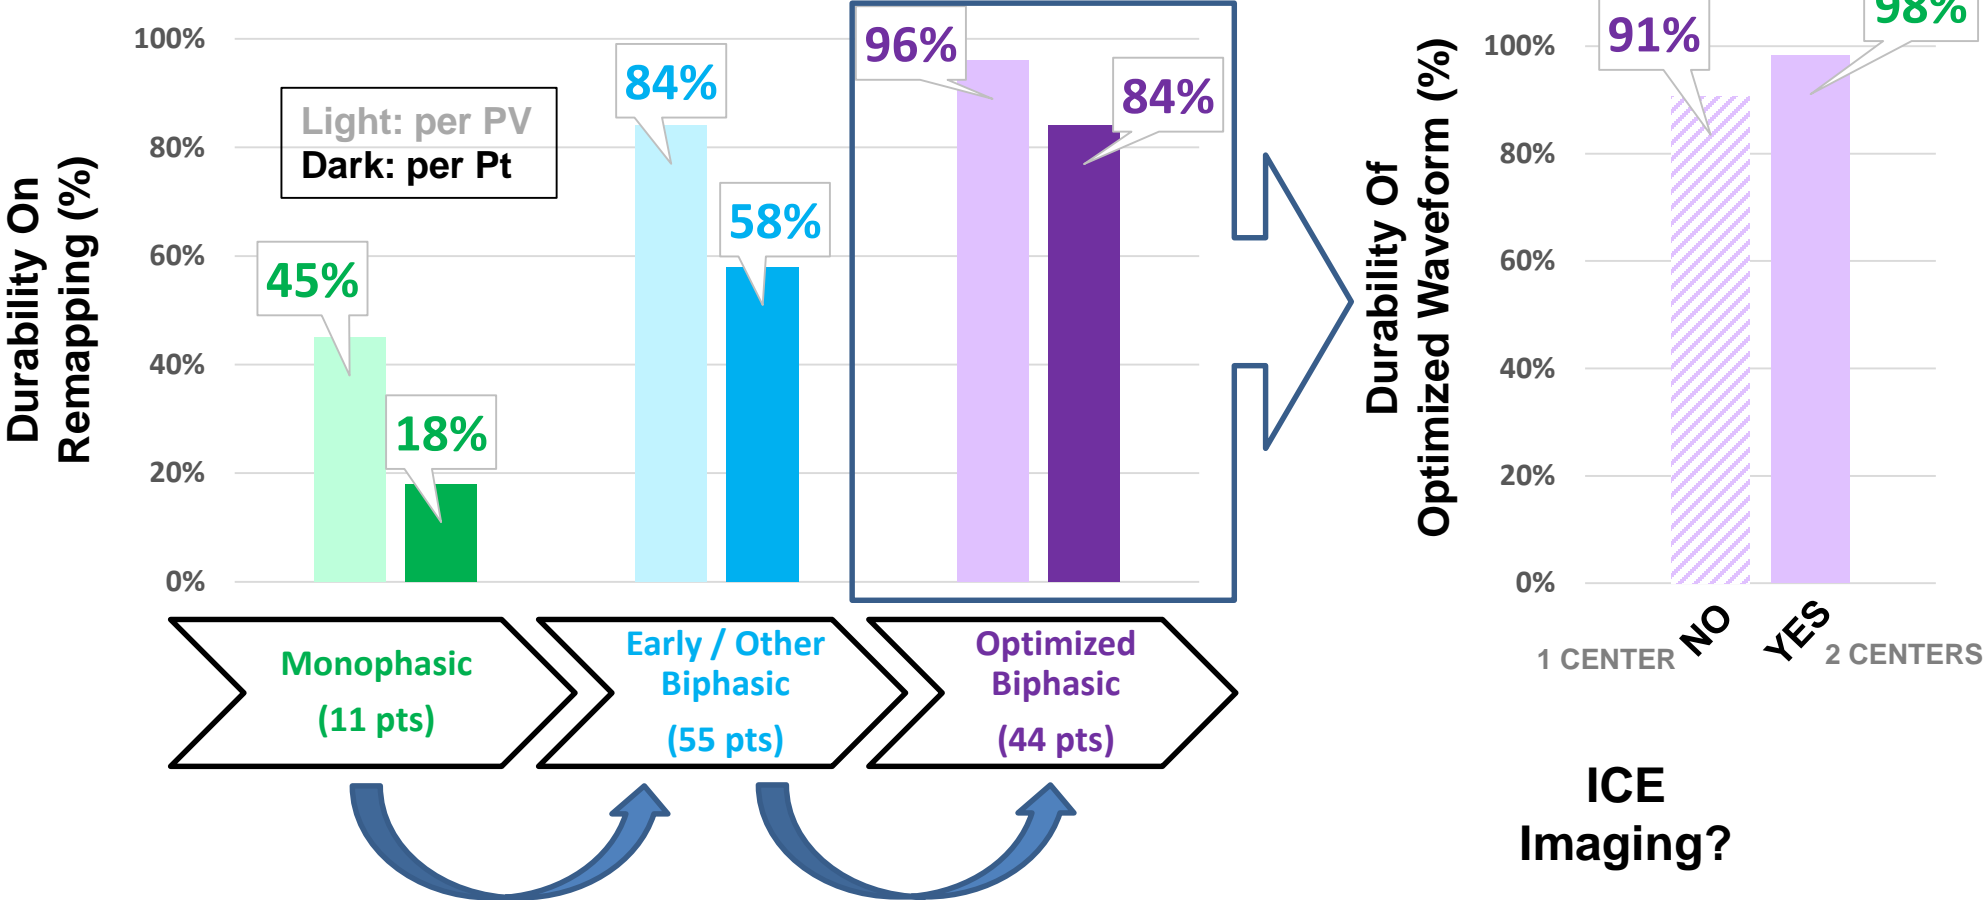 Durability On
Remapping (%)
100%
80%
60%
40%
20%
0%
Light: per PV
Dark: per Pt
45%
18%
84%
58%
96%
84%
Monophasic
(11 pts)
Early / Other
Biphasic
(55 pts)
Optimized
Biphasic
(44 pts)
Durability Of
Optimized Waveform (%)
100%
80%
60%
40%
20%
0%
91%
98%
1 CENTER
NO
YES
2 CENTERS
ICE
Imaging?